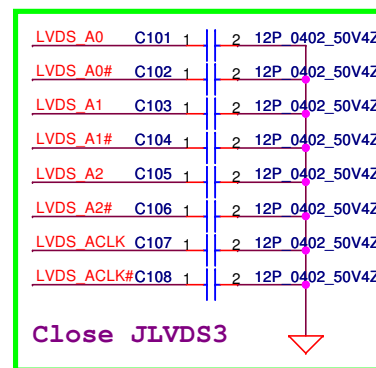 LVDS_A0 C101 1 2 12P_0402_50V4Z
LVDS_A0# C102 1 2 12P_0402_50V4Z
LVDS_A1 C103 1 2 12P_0402_50V4Z
LVDS_A1# C104 1 2 12P_0402_50V4Z
LVDS_A2 C105 1 2 12P_0402_50V4Z
LVDS_A2# C106 1 2 12P_0402_50V4Z
LVDS_ACLK C107 1 2 12P_0402_50V4Z
LVDS_ACLK# C108 1 2 12P_0402_50V4Z
Close JLVDS3